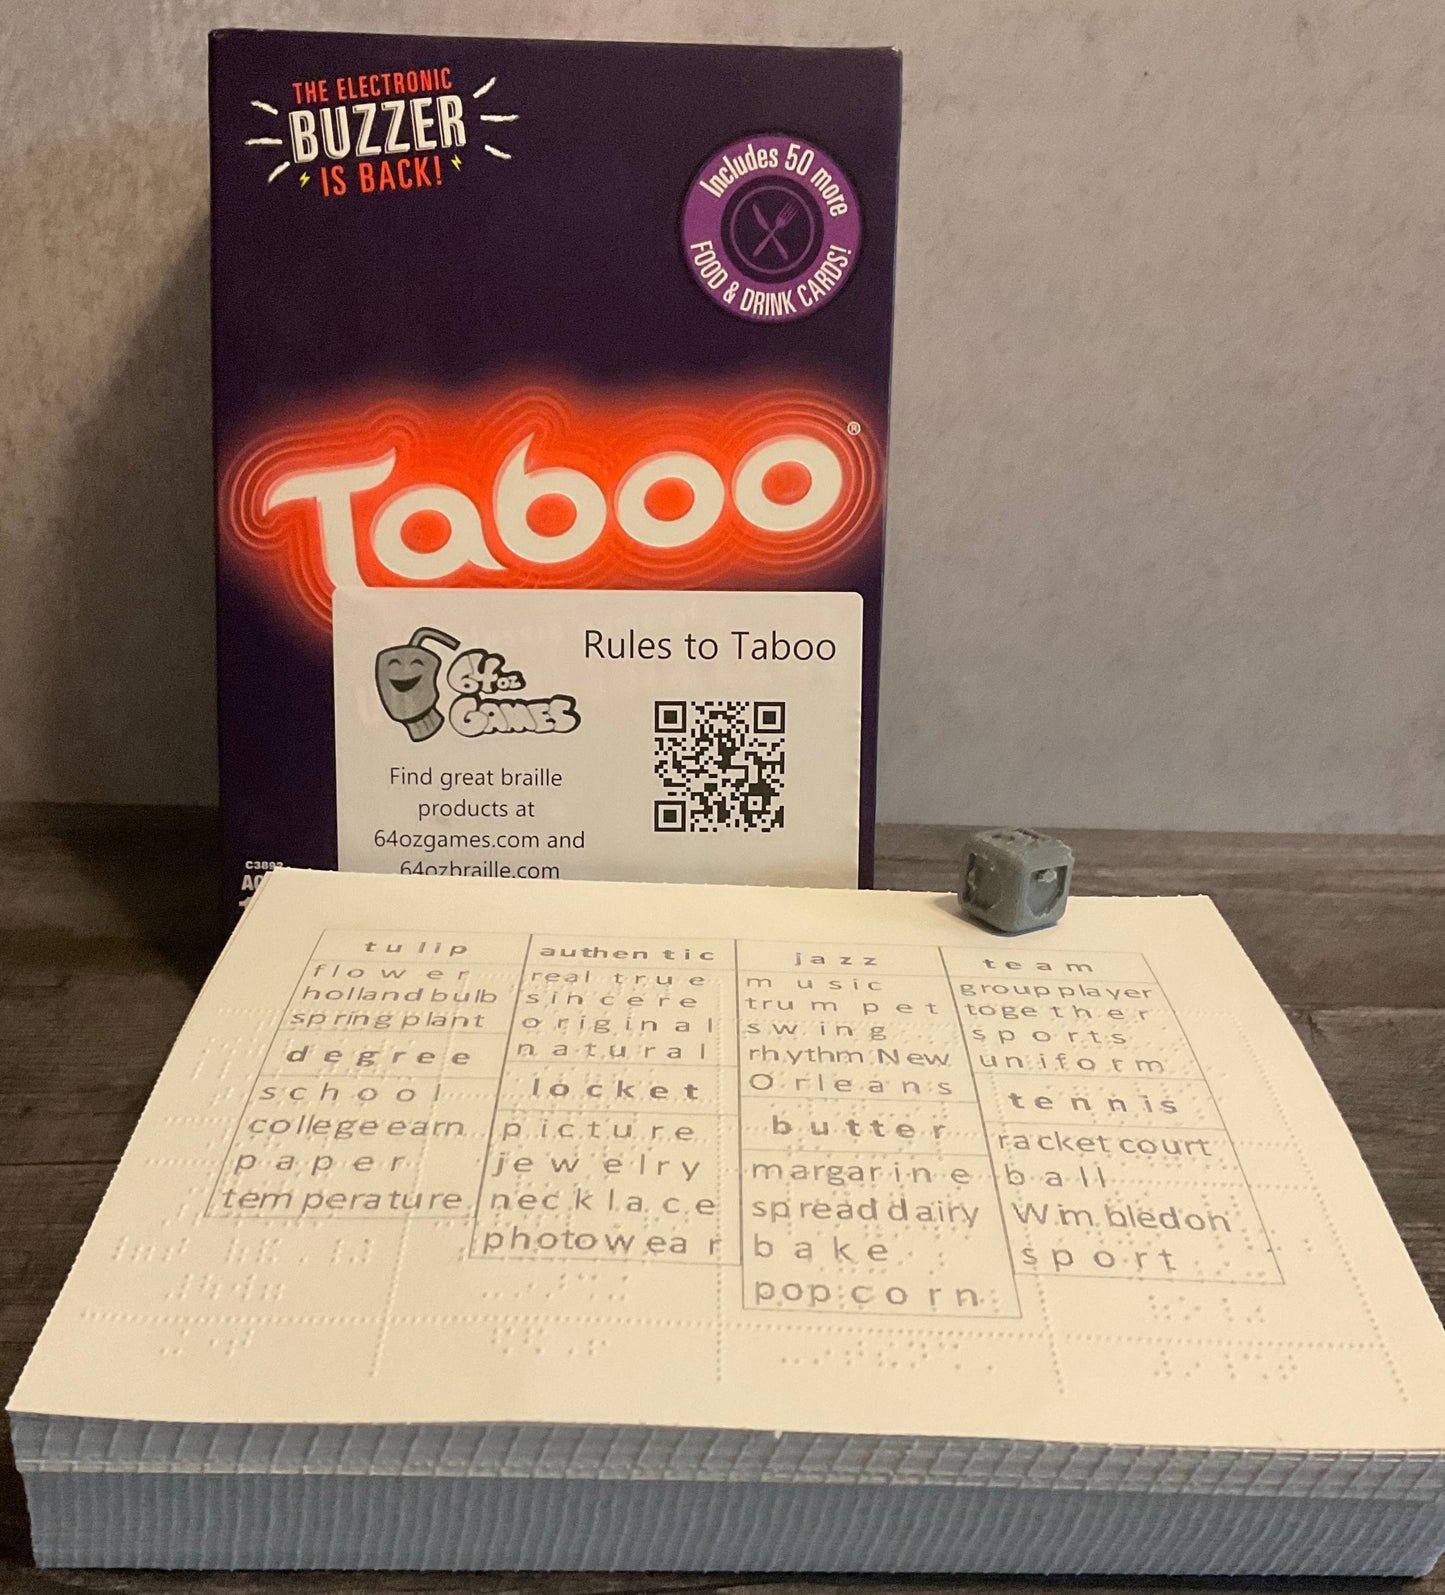 THE ELECTRONIC
BUZZER
IS BACK!
Includes 50 more
FOOD & DRINK CARDS!
Taboo®
Rules to Taboo
64oz
GAMES
Find great braille
products at
64ozgames.com and
64ozbraille.com
tulip
flower
holland bulb
spring plant
degree
school
college earn
paper
temperature
authentic
real true
sincere
original
natural
locket
picture
jewelry
necklace
photo wear
jazz
music
trumpet
swing
rhythm New
Orleans
butter
margarine
spread dairy
bake
popcorn
team
group player
together
sports
uniform
tennis
racket court
ball
Wimbledon
sport